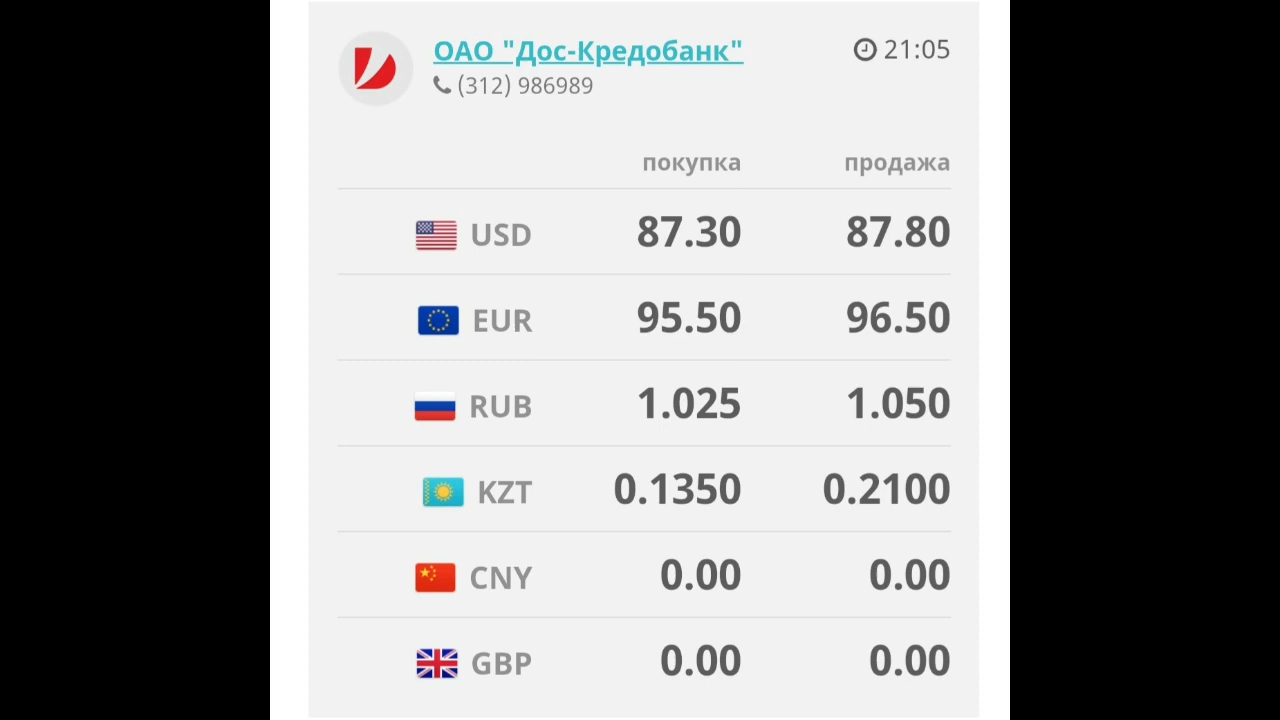 ОАО "Дос-Кредобанк" 21:05
(312) 986989
покупка продажа
USD 87.30 87.80
EUR 95.50 96.50
RUB 1.025 1.050
KZT 0.1350 0.2100
CNY 0.00 0.00
GBP 0.00 0.00